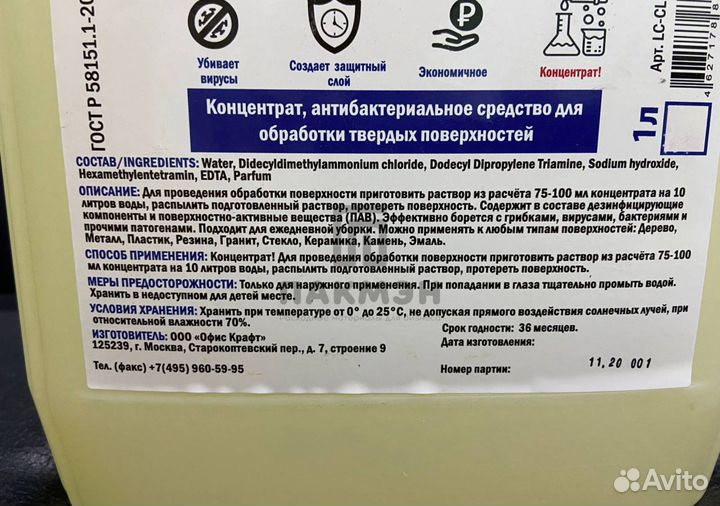 ГОСТ Р 58151.1-20
Убивает
вирусы
Создает защитный
слой
Экономичное
Концентрат!
Арт. LC-CL
4 627178 8
1Л
Концентрат, антибактериальное средство для
обработки твердых поверхностей
СОСТАВ/INGREDIENTS: Water, Didecyldimethylammonium chloride, Dodecyl Dipropylene Triamine, Sodium hydroxide,
Hexamethylentetramin, EDTA, Parfum
ОПИСАНИЕ: Для проведения обработки поверхности приготовить раствор из расчёта 75-100 мл концентрата на 10
литров воды, распылить подготовленный раствор, протереть поверхность. Содержит в составе дезинфицирующие
компоненты и поверхностно-активные вещества (ПАВ). Эффективно борется с грибками, вирусами, бактериями и
прочими патогенами. Подходит для ежедневной уборки. Можно применять к любым типам поверхностей: Дерево,
Металл, Пластик, Резина, Гранит, Стекло, Керамика, Камень, Эмаль.
СПОСОБ ПРИМЕНЕНИЯ: Концентрат! Для проведения обработки поверхности приготовить раствор из расчёта 75-100
мл концентрата на 10 литров воды, распылить подготовленный раствор, протереть поверхность.
МЕРЫ ПРЕДОСТОРОЖНОСТИ: Только для наружного применения. При попадании в глаза тщательно промыть водой.
Хранить в недоступном для детей месте.
ПАКМЭН
УСЛОВИЯ ХРАНЕНИЯ: Хранить при температуре от 0° до 25°С, не допуская прямого воздействия солнечных лучей, при
относительной влажности 70%.
ИЗГОТОВИТЕЛЬ: ООО «Офис Крафт»
125239, г. Москва, Старокоптевский пер., д. 7, строение 9
Тел. (факс) +7(495) 960-59-95
Срок годности: 36 месяцев.
Дата изготовления:
Номер партии:
11.20 001
Avito